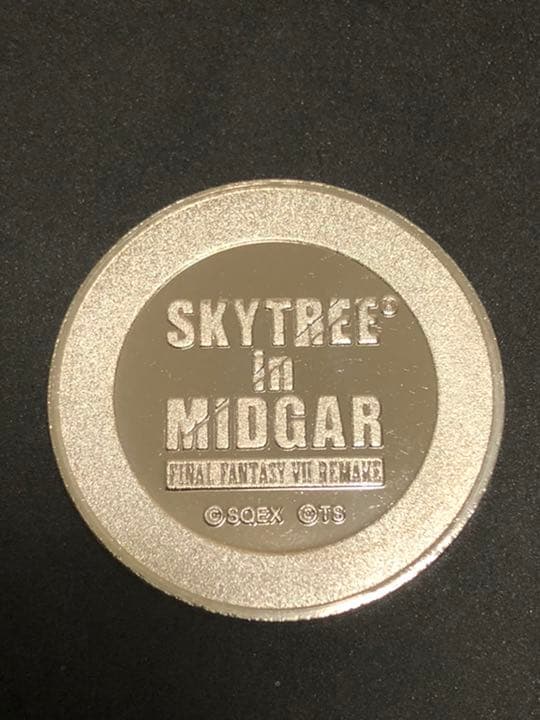 SKYTREE®
in
MIDGAR
FINAL FANTASY VII REMAKE
©SQEX ©TS